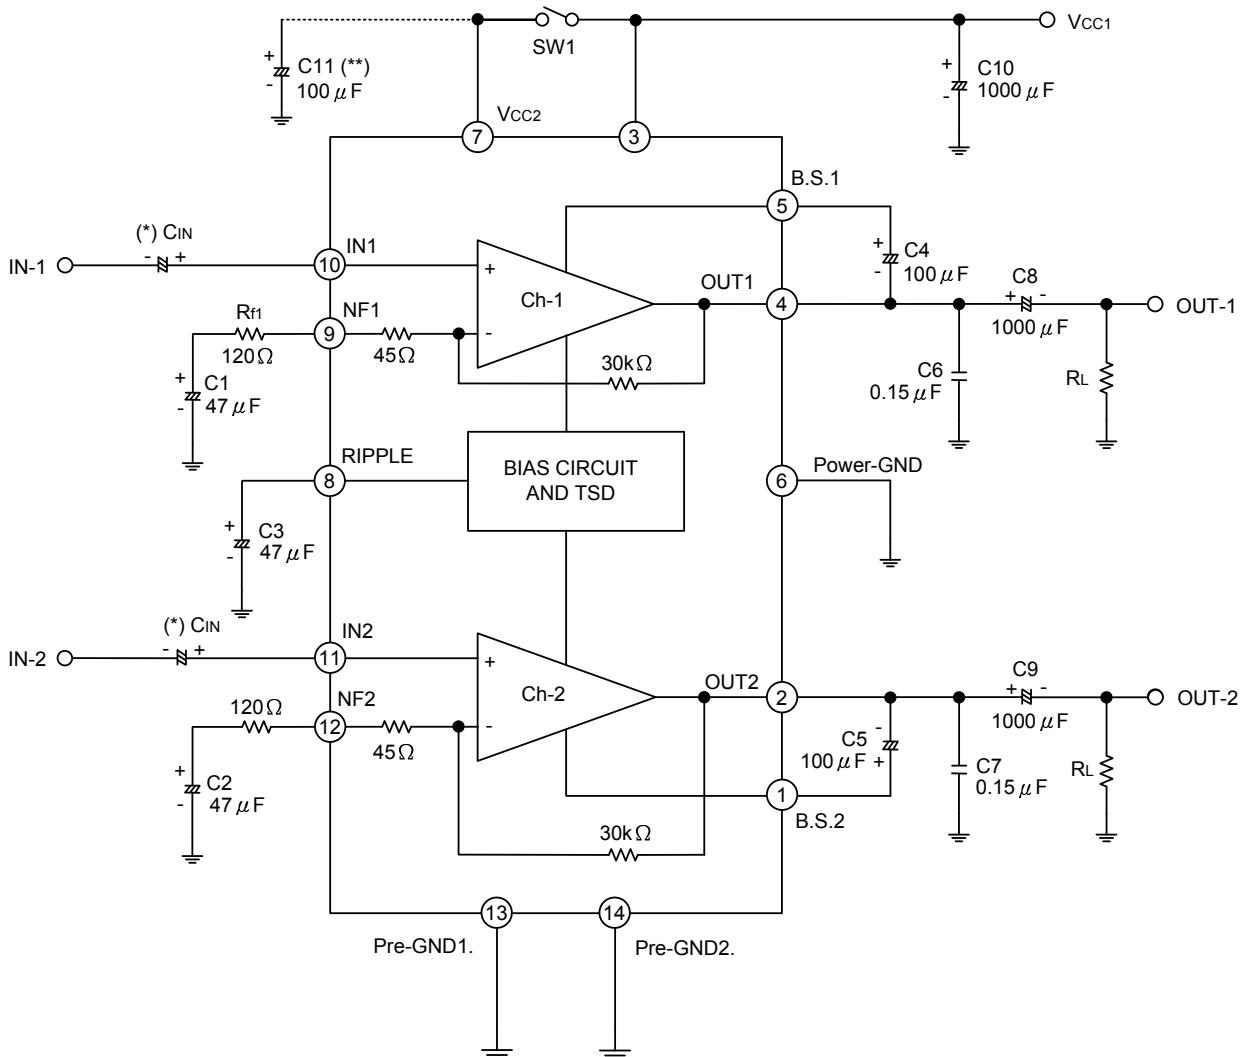 VCC1
SW1
+
C11 (**)
-
100 μF
+
C10
-
1000 μF
VCC2
7
3
B.S.1
5
(*) CIN
- +
IN1
IN-1
10
+
Ch-1
OUT1
4
+
C4
-
100 μF
C8
+ -
1000 μF
OUT-1
Rf1
120Ω
NF1
9
45Ω
-
30kΩ
+
C1
-
47 μF
C6
0.15 μF
RL
RIPPLE
8
BIAS CIRCUIT
AND TSD
Power-GND
6
+
C3
-
47 μF
(*) CIN
- +
IN2
IN-2
11
+
Ch-2
OUT2
2
C9
+ -
1000 μF
OUT-2
120Ω
NF2
12
45Ω
-
-
C5
100 μF
+
C7
0.15 μF
RL
+
C2
-
47 μF
1
B.S.2
30kΩ
13
14
Pre-GND1.
Pre-GND2.